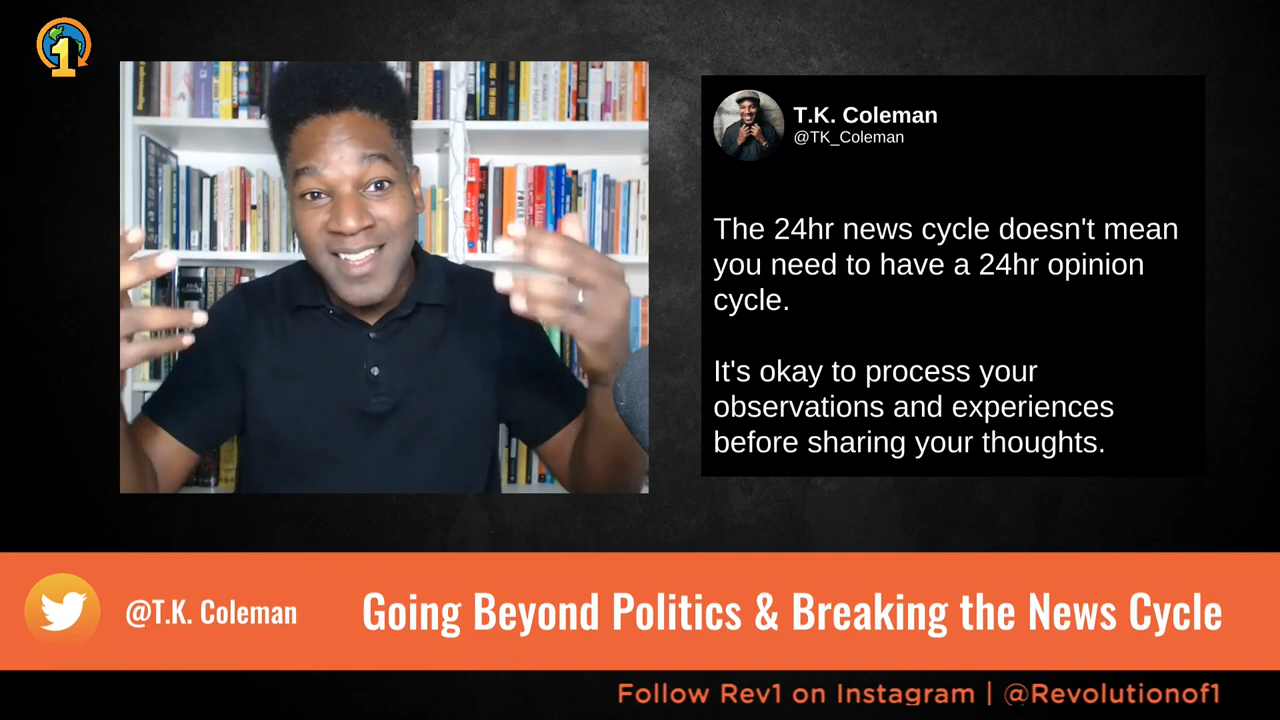 1
T.K. Coleman
@TK_Coleman
The 24hr news cycle doesn't mean
you need to have a 24hr opinion
cycle.
It's okay to process your
observations and experiences
before sharing your thoughts.
POWER
@T.K. Coleman
Going Beyond Politics & Breaking the News Cycle
Follow Rev1 on Instagram | @Revolutionof1